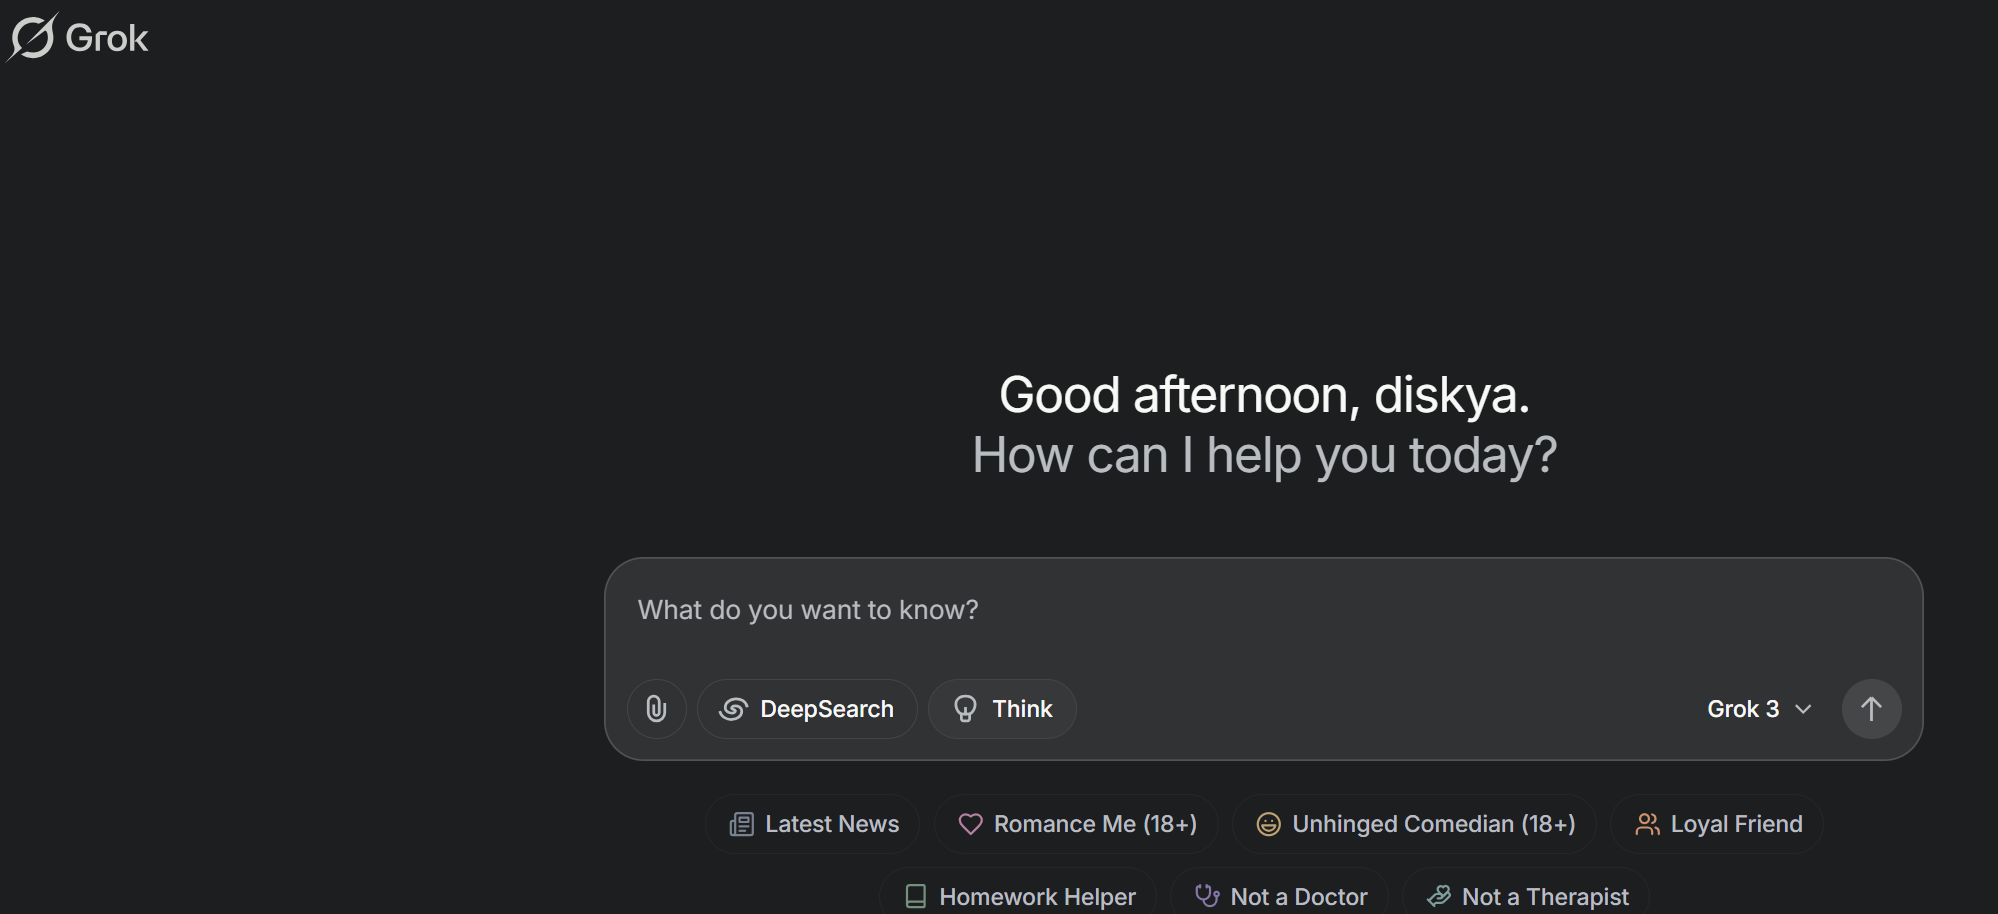 Grok
Good afternoon, diskya.
How can I help you today?
What do you want to know?
DeepSearch Think Grok 3
Latest News Romance Me (18+) Unhinged Comedian (18+) Loyal Friend
Homework Helper Not a Doctor Not a Therapist